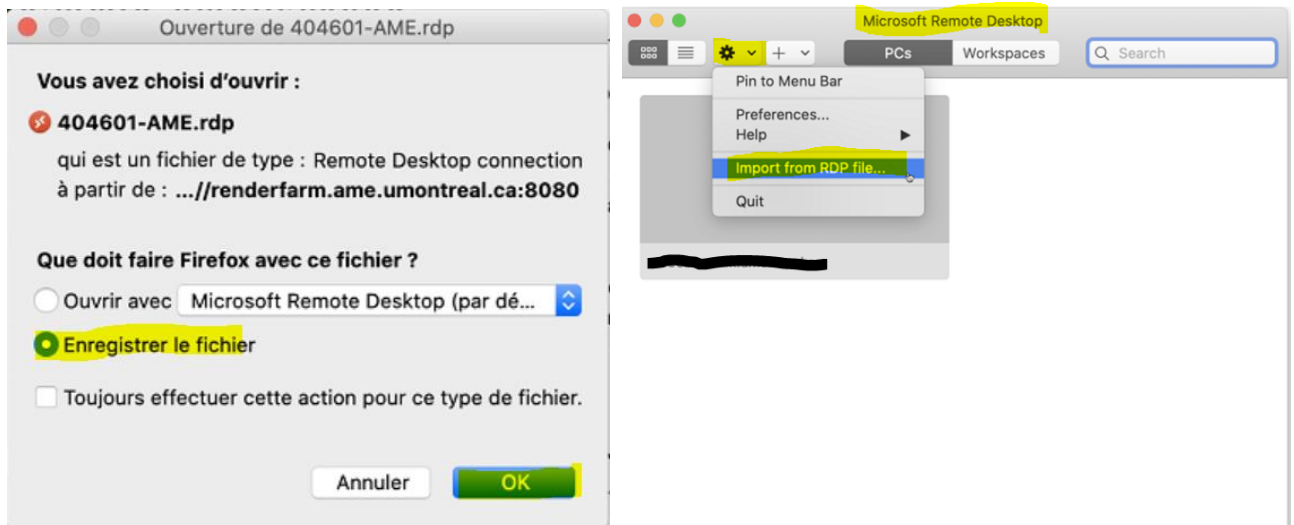 Ouverture de 404601-AME.rdp
Vous avez choisi d’ouvrir :
404601-AME.rdp
qui est un fichier de type : Remote Desktop connection
à partir de : ...//renderfarm.ame.umontreal.ca:8080
Que doit faire Firefox avec ce fichier ?
Ouvrir avec Microsoft Remote Desktop (par dé...
Enregistrer le fichier
Toujours effectuer cette action pour ce type de fichier.
Annuler OK
Microsoft Remote Desktop
PCs Workspaces Search
Pin to Menu Bar
Preferences...
Help
Import from RDP file...
Quit